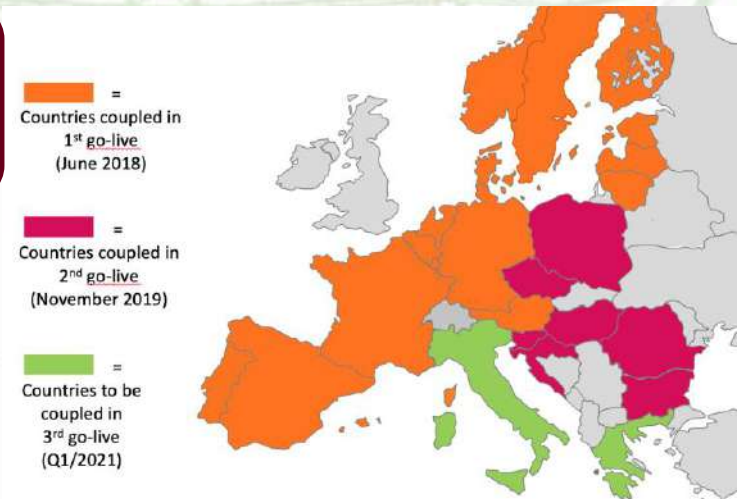 =
Countries coupled in
1st go-live
(June 2018)
=
Countries coupled in
2nd go-live
(November 2019)
=
Countries to be
coupled in
3rd go-live
(Q1/2021)